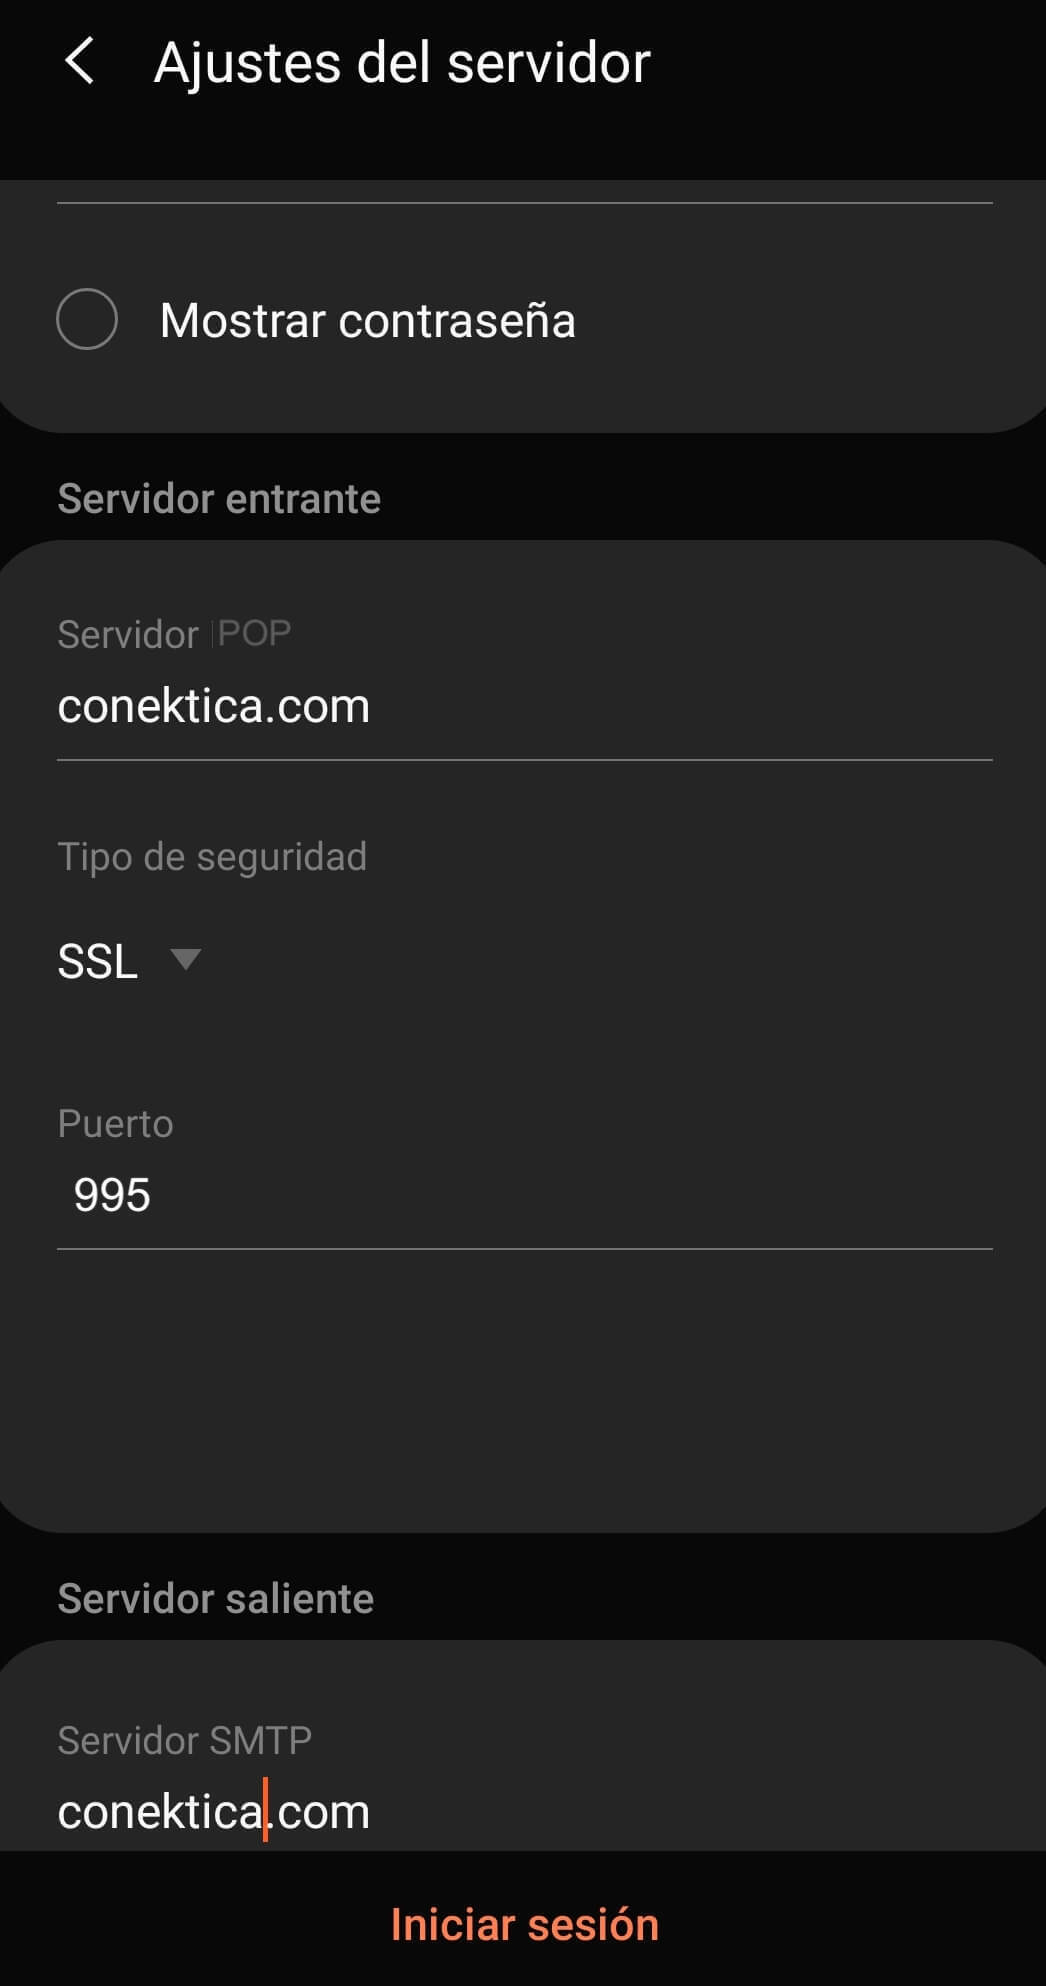 Ajustes del servidor
Mostrar contraseña
Servidor entrante
Servidor POP
conektica.com
Tipo de seguridad
SSL
Puerto
995
Servidor saliente
Servidor SMTP
conektica.com
Iniciar sesión